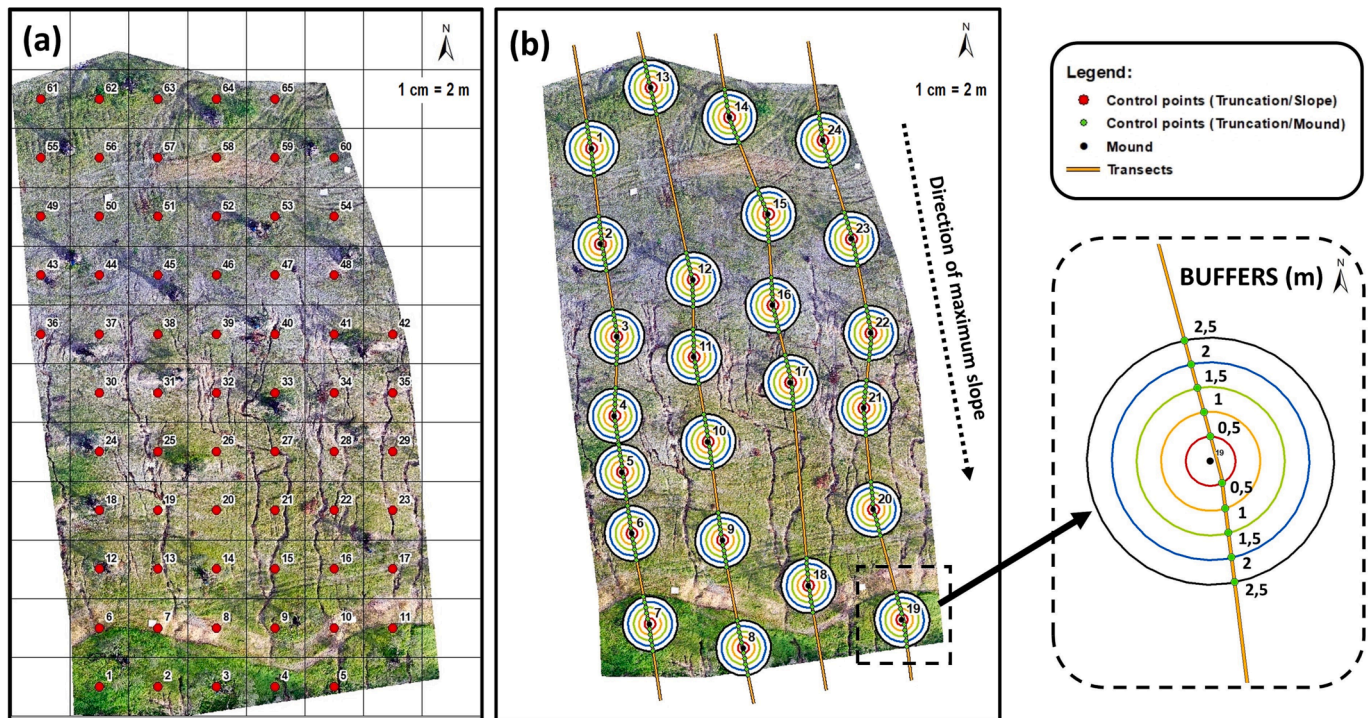 (a)
N
1 cm = 2 m
61 62 63 64 65
55 56 57 58 59 60
49 50 51 52 53 54
43 44 45 46 47 48
36 37 38 39 40 41 42
30 31 32 33 34 35
24 25 26 27 28 29
18 19 20 21 22 23
12 13 14 15 16 17
6 7 8 9 10 11
1 2 3 4 5
(b)
N
1 cm = 2 m
13
14
1
24
15
2
23
12
16
3
22
11
17
4
21
10
5
20
6
9
18
7
19
8
Direction of maximum slope
Legend:
Control points (Truncation/Slope)
Control points (Truncation/Mound)
Mound
Transects
BUFFERS (m)
N
2,5
2
1,5
1
0,5
19
0,5
1
1,5
2
2,5